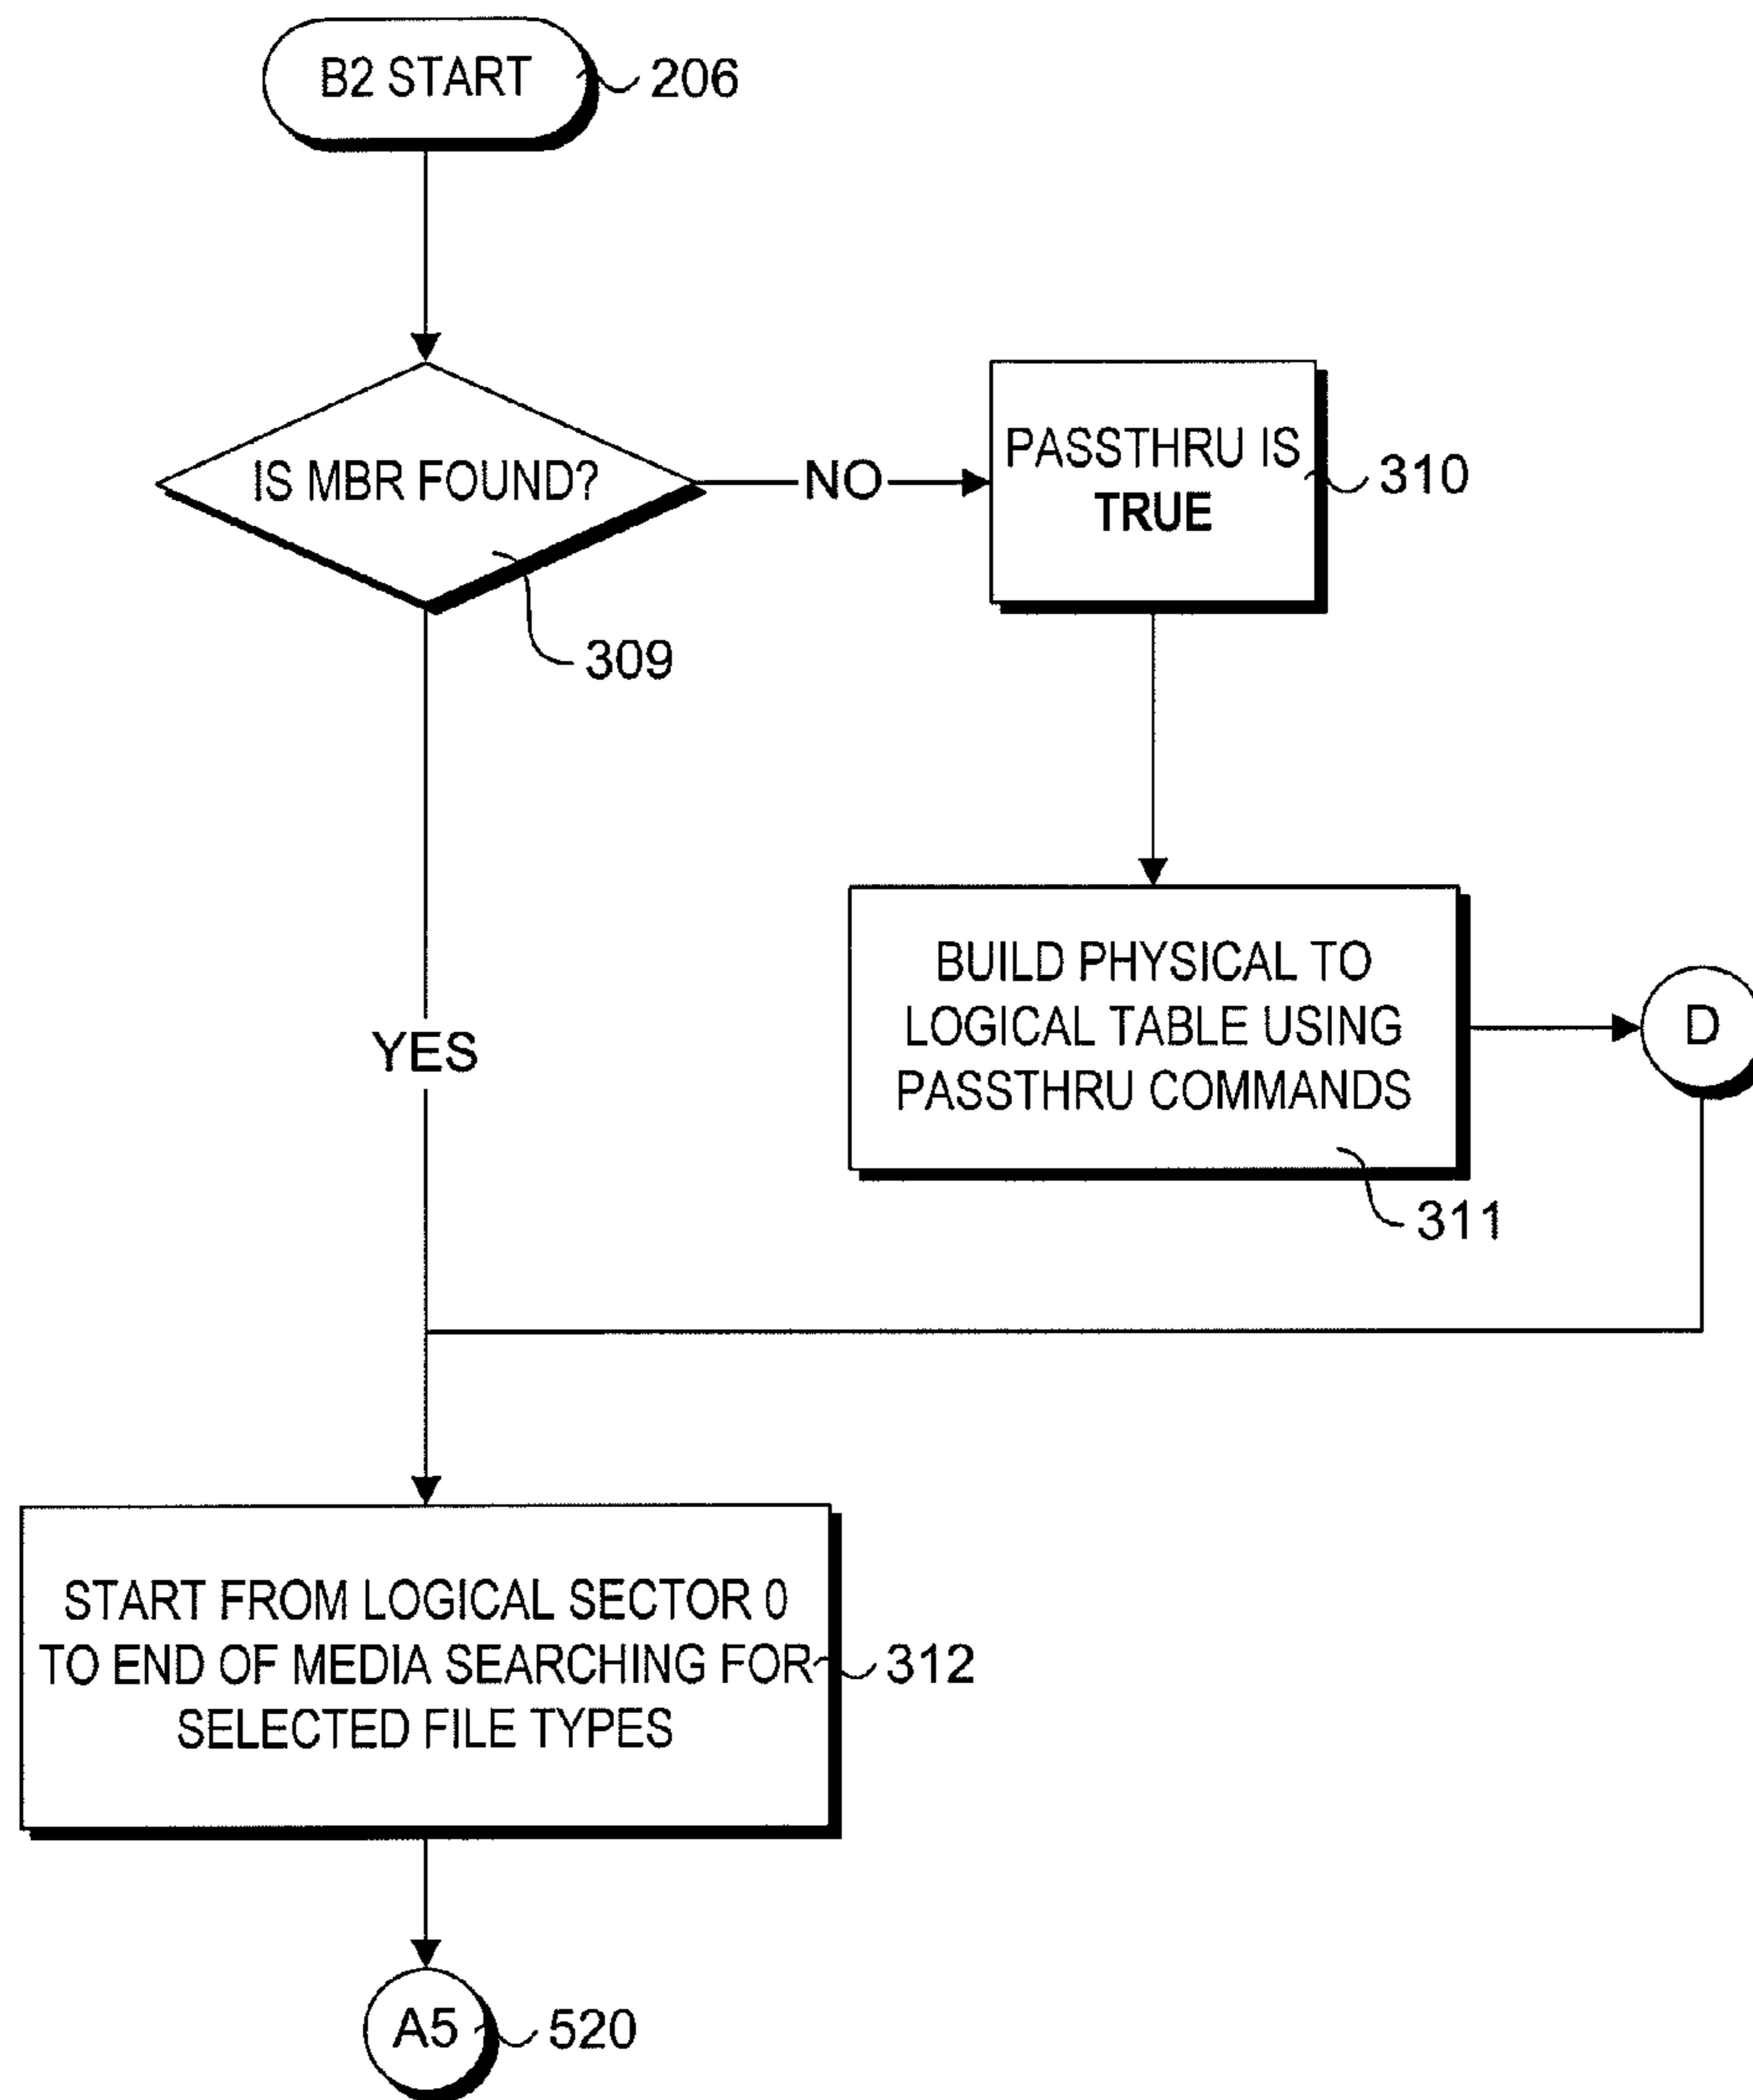 B2 START
206
IS MBR FOUND?
309
NO
PASSTHRU IS
TRUE
310
BUILD PHYSICAL TO
LOGICAL TABLE USING
PASSTHRU COMMANDS
311
D
YES
START FROM LOGICAL SECTOR 0
TO END OF MEDIA SEARCHING FOR
SELECTED FILE TYPES
312
A5
520